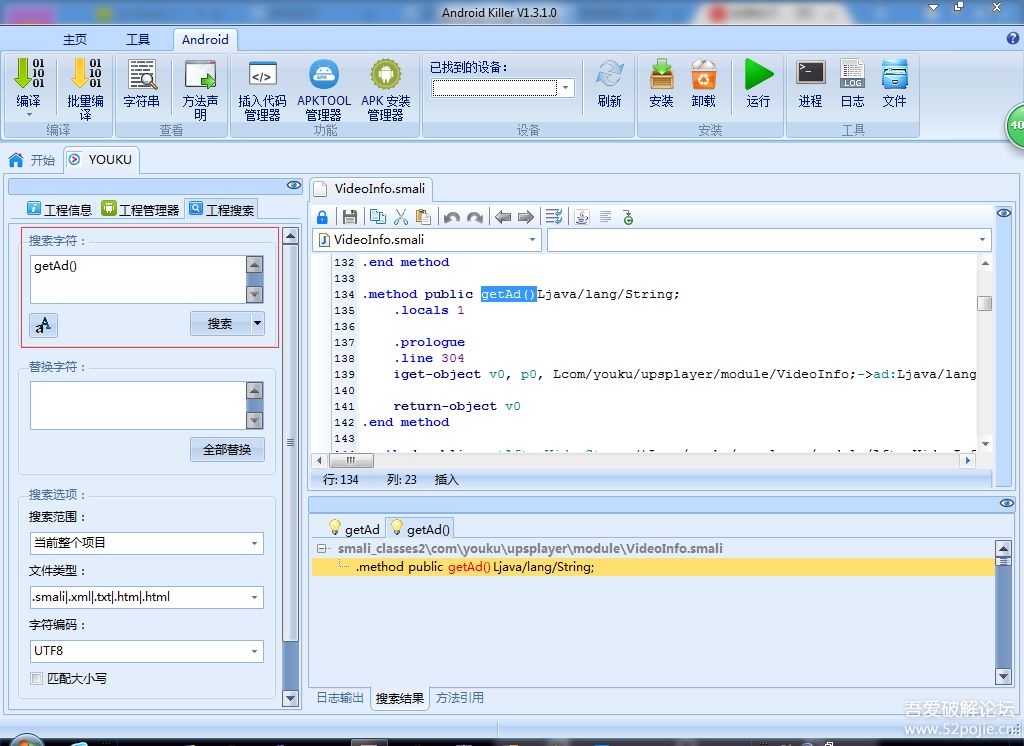 Android Killer V1.3.1.0
主页 工具 Android
编译 批量编译 字符串 方法声明 插入代码管理器 APKTOOL管理器 APK 安装管理器 已找到的设备: 刷新 安装 卸载 运行 进程 日志 文件
编译 查看 功能 设备 安装 工具
开始 YOUKU
40
工程信息 工程管理器 工程搜索
搜索字符:
getAd()
搜索
替换字符:
全部替换
搜索选项:
搜索范围:
当前整个项目
文件类型:
.smali|.xml|.txt|.htm|.html
字符编码:
UTF8
匹配大小写
VideoInfo.smali
VideoInfo.smali
132 .end method
133
134 .method public getAd()Ljava/lang/String;
135 .locals 1
136
137 .prologue
138 .line 304
139 iget-object v0, p0, Lcom/youku/upsplayer/module/VideoInfo;->ad:Ljava/lang
140
141 return-object v0
142 .end method
143
行: 134 列: 23 插入
getAd getAd()
smali_classes2\com\youku\upsplayer\module\VideoInfo.smali
.method public getAd()Ljava/lang/String;
日志输出 搜索结果 方法引用
吾爱破解论坛
www.52pojie.cn